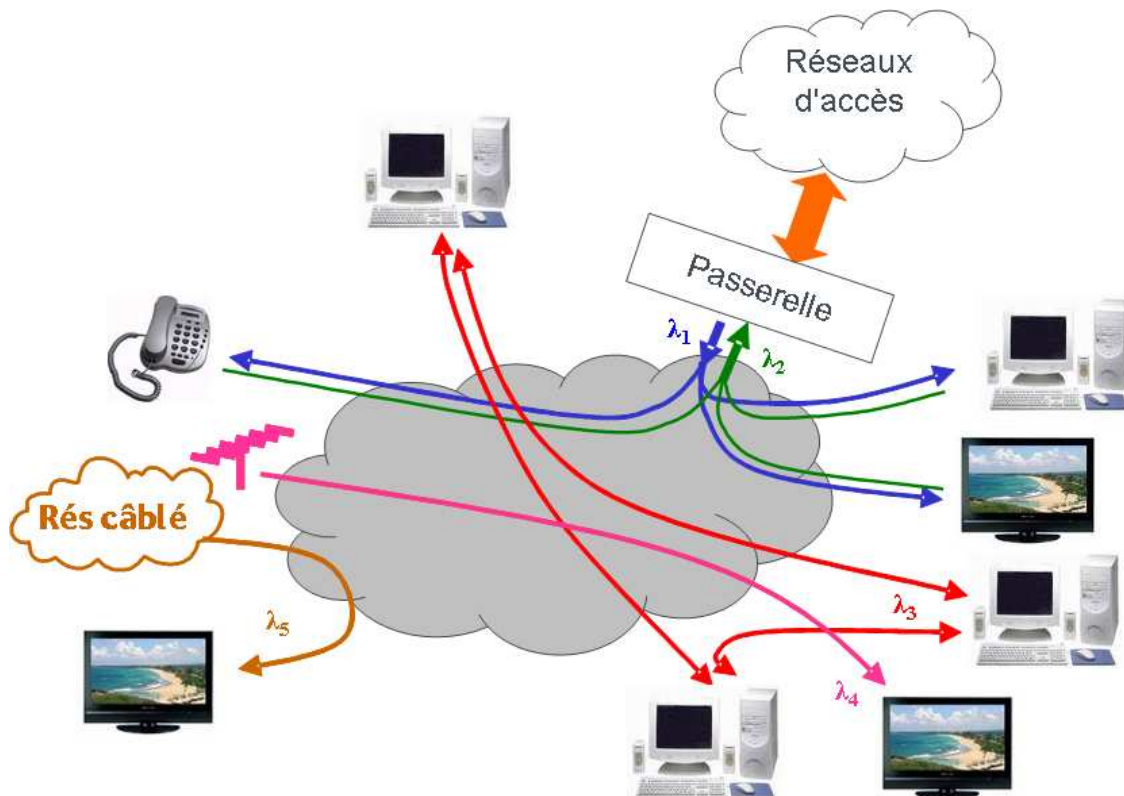 Réseaux
d'accès
Passerelle
λ1
λ2
Rés câblé
λ3
λ5
λ4